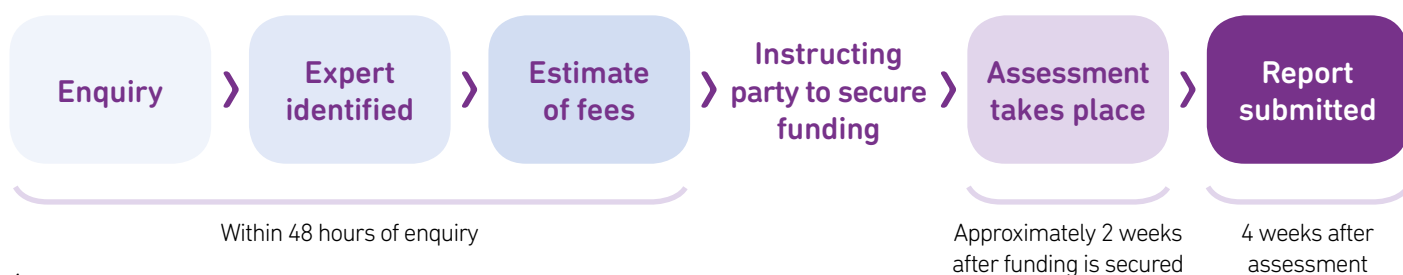 Enquiry
Expert
identified
Estimate
of fees
Instructing
party to secure
funding
Assessment
takes place
Report
submitted
Within 48 hours of enquiry
Approximately 2 weeks
after funding is secured
4 weeks after
assessment